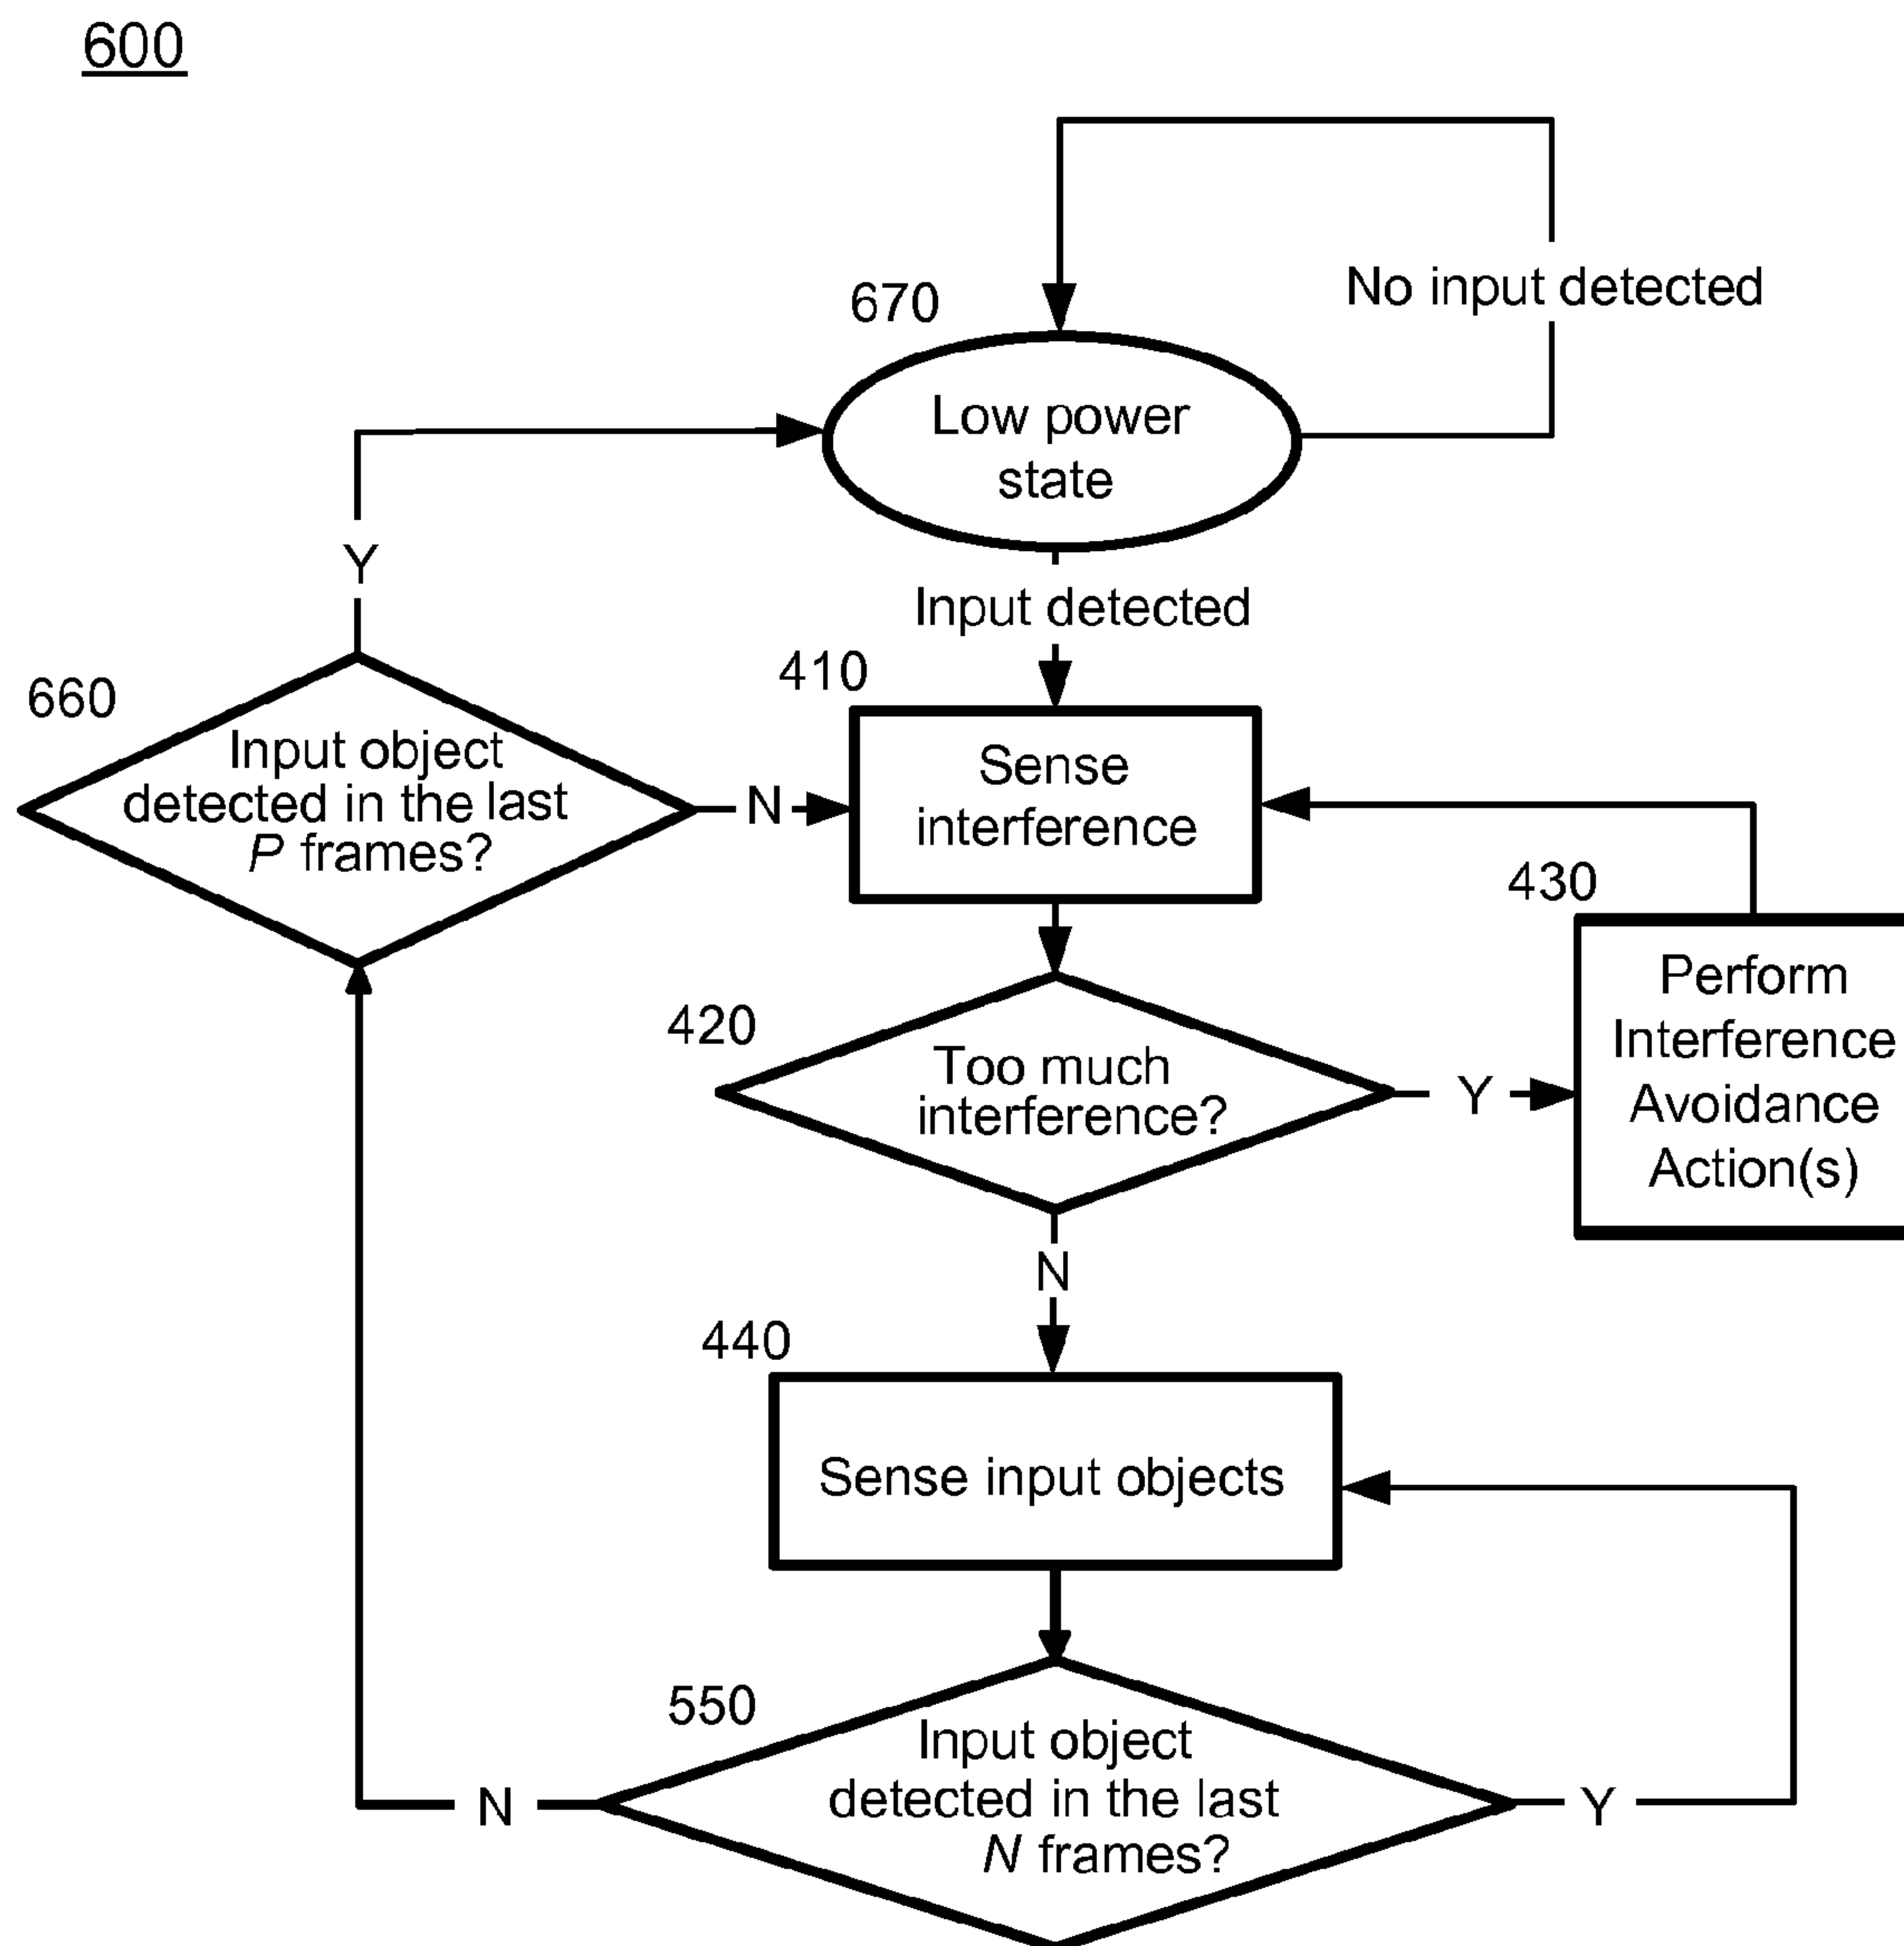 600
No input detected
670
Low power
state
Y
Input detected
410
660
Input object
detected in the last
P frames?
N
Sense
interference
430
Perform
Interference
Avoidance
Action(s)
420
Too much
interference?
Y
N
440
Sense input objects
550
Input object
detected in the last
N frames?
N
Y